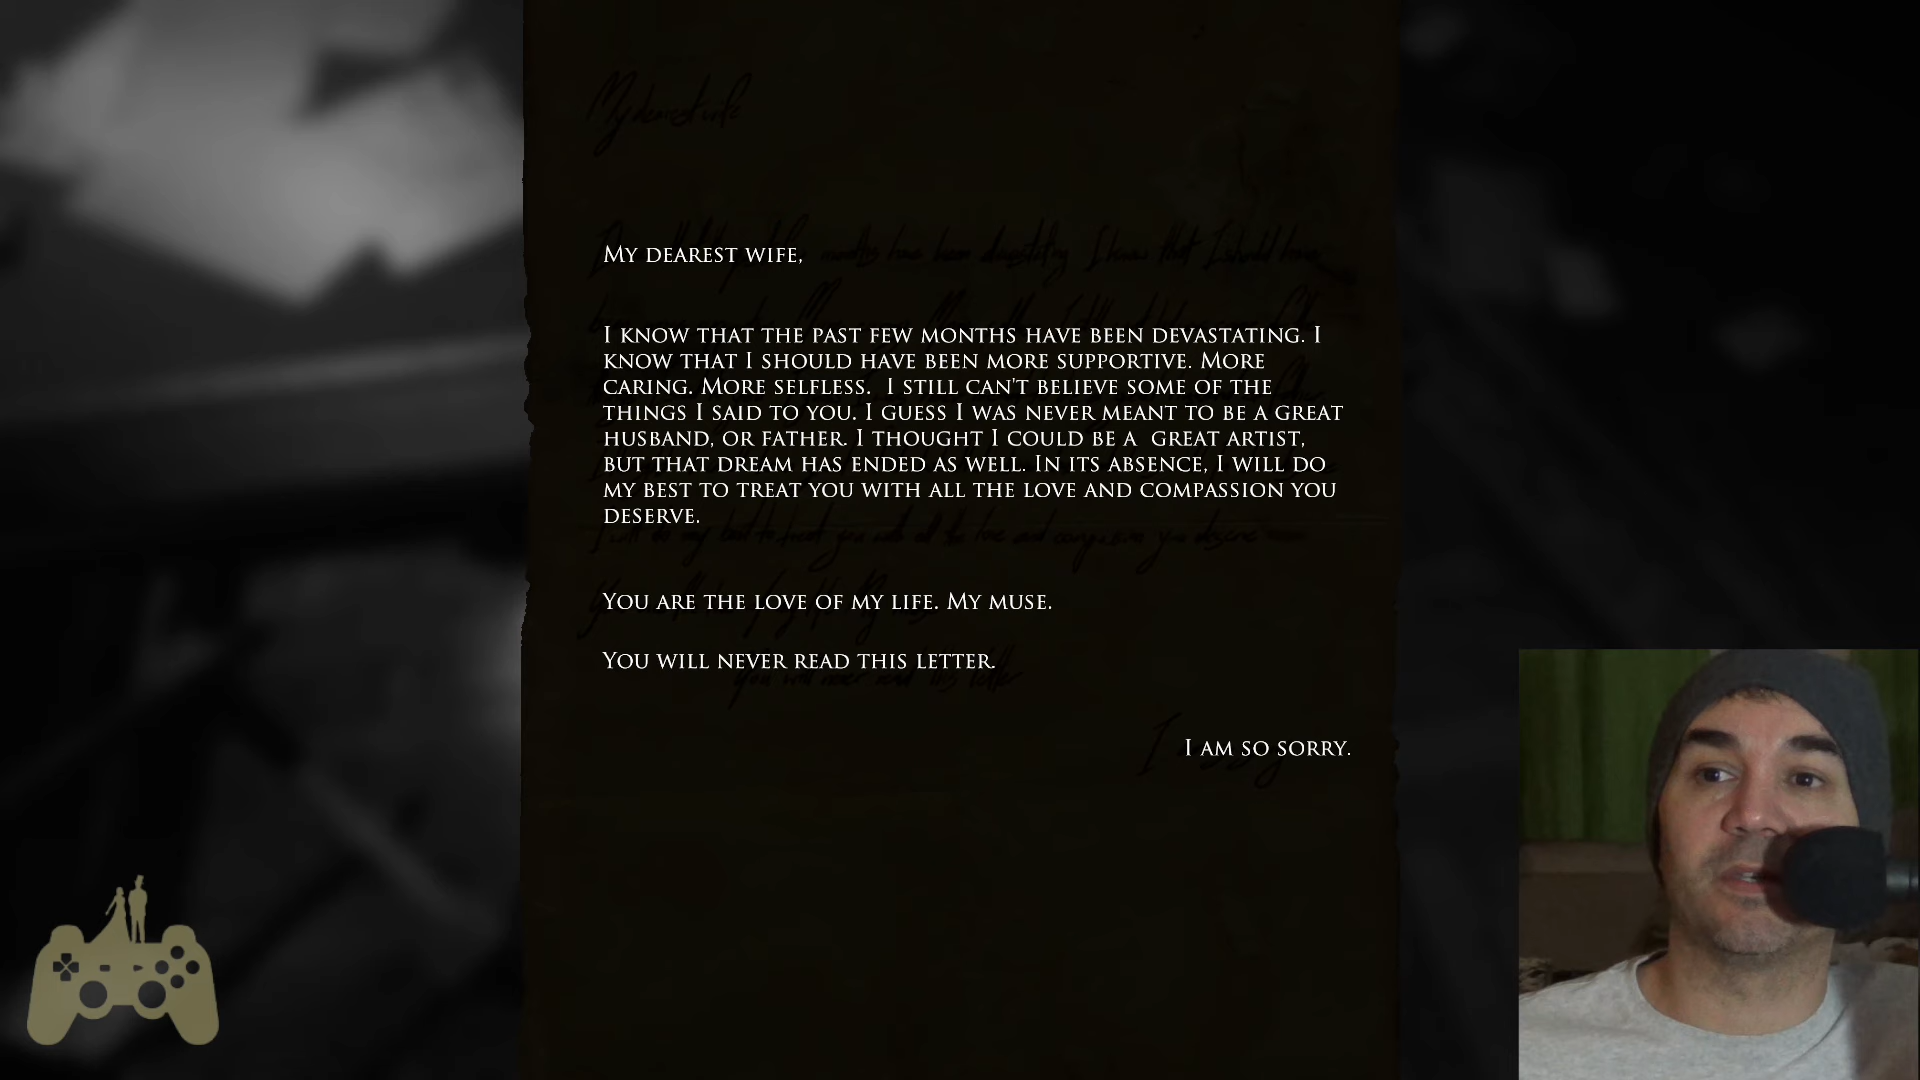 My dearest wife,
I know that the past few months have been devastating. I
know that I should have been more supportive. More
caring. More selfless.  I still can't believe some of the
things I said to you. I guess I was never meant to be a great
husband, or father. I thought I could be a  great artist,
but that dream has ended as well. In its absence, I will do
my best to treat you with all the love and compassion you
deserve.
You are the love of my life. My muse.
You will never read this letter.
I am so sorry.